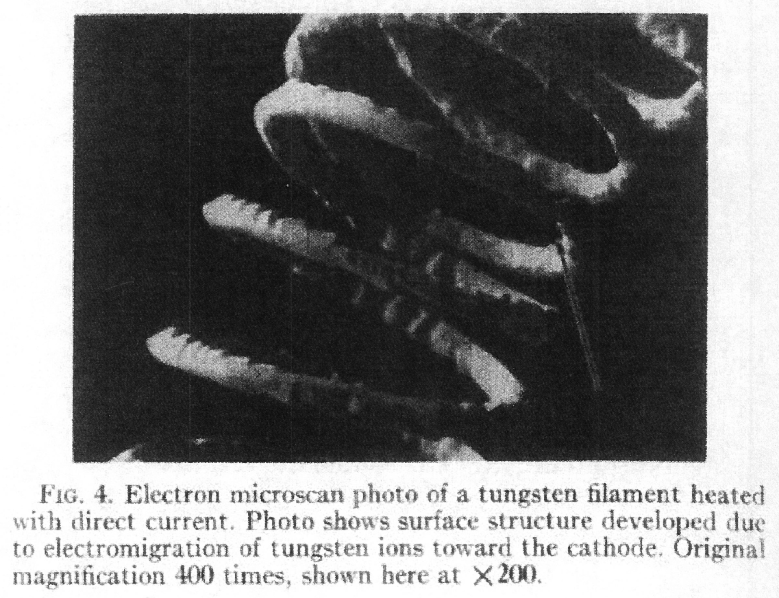 FIG. 4. Electron microscan photo of a tungsten filament heated
with direct current. Photo shows surface structure developed due
to electromigration of tungsten ions toward the cathode. Original
magnification 400 times, shown here at ×200.